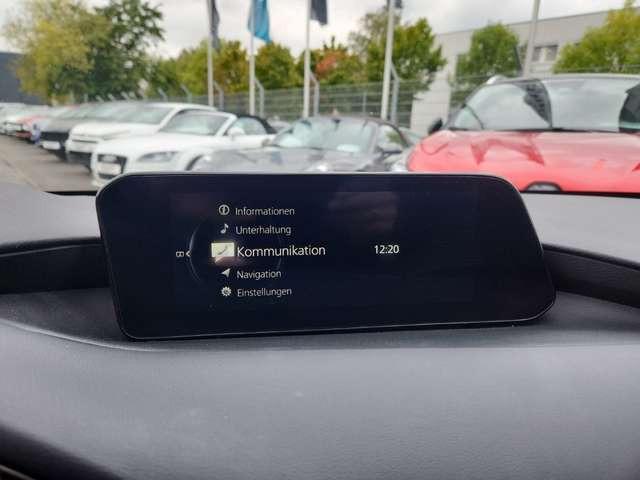 Informationen
Unterhaltung
Kommunikation 12:20
Navigation
Einstellungen